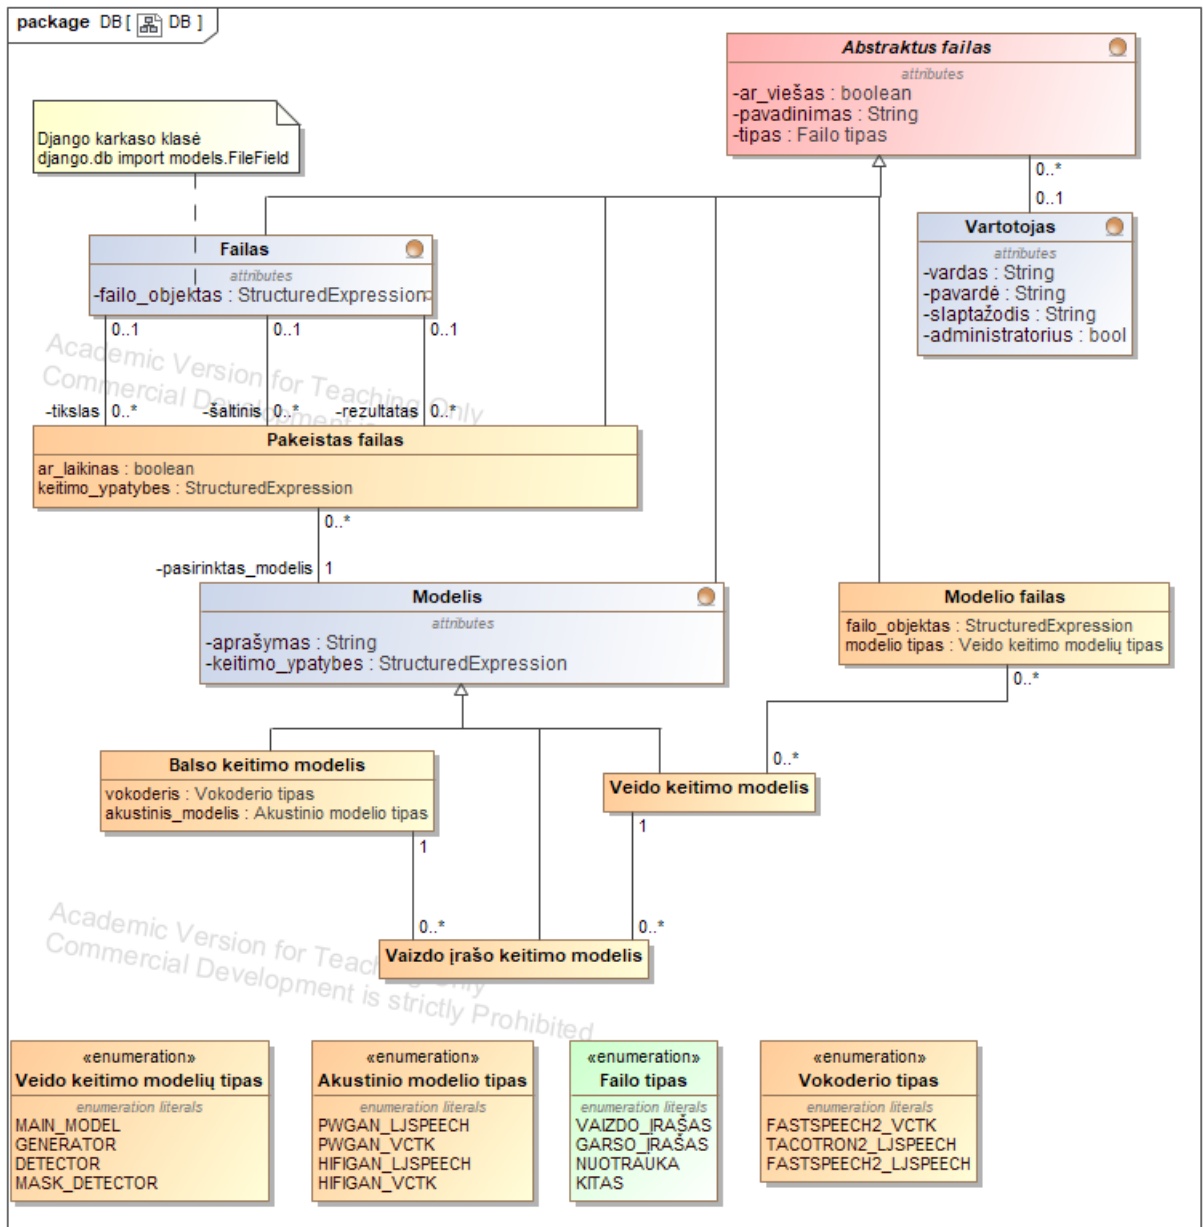 package DB [ DB ]
Abstraktus failas
attributes
-ar_viešas : boolean
-pavadinimas : String
-tipas : Failo tipas
Django karkaso klasė
django.db import models.FileField
0..*
0..1
Failas
attributes
-failo_objektas : StructuredExpression
Vartotojas
attributes
-vardas : String
-pavardė : String
-slaptažodis : String
-administratorius : bool
0..1
0..1
0..1
Academic Version for Teaching Only
Commercial Development is
-tikslas 0..*
-šaltinis 0..*
-rezultatas 0..*
Pakeistas failas
ar_laikinas : boolean
keitimo_ypatybes : StructuredExpression
0..*
-pasirinktas_modelis 1
Modelis
attributes
-aprašymas : String
-keitimo_ypatybes : StructuredExpression
Modelio failas
failo_objektas : StructuredExpression
modelio tipas : Veido keitimo modelių tipas
0..*
0..*
Balso keitimo modelis
vokoderis : Vokoderio tipas
akustinis_modelis : Akustinio modelio tipas
Veido keitimo modelis
1
1
0..*
0..*
Vaizdo įrašo keitimo modelis
Academic Version for Teaching Only
Commercial Development is strictly Prohibited
«enumeration»
Veido keitimo modelių tipas
enumeration literals
MAIN_MODEL
GENERATOR
DETECTOR
MASK_DETECTOR
«enumeration»
Akustinio modelio tipas
enumeration literals
PWGAN_LJSPEECH
PWGAN_VCTK
HIFIGAN_LJSPEECH
HIFIGAN_VCTK
«enumeration»
Failo tipas
enumeration literals
VAIZDO_ĮRAŠAS
GARSO_ĮRAŠAS
NUOTRAUKA
KITAS
«enumeration»
Vokoderio tipas
enumeration literals
FASTSPEECH2_VCTK
TACOTRON2_LJSPEECH
FASTSPEECH2_LJSPEECH